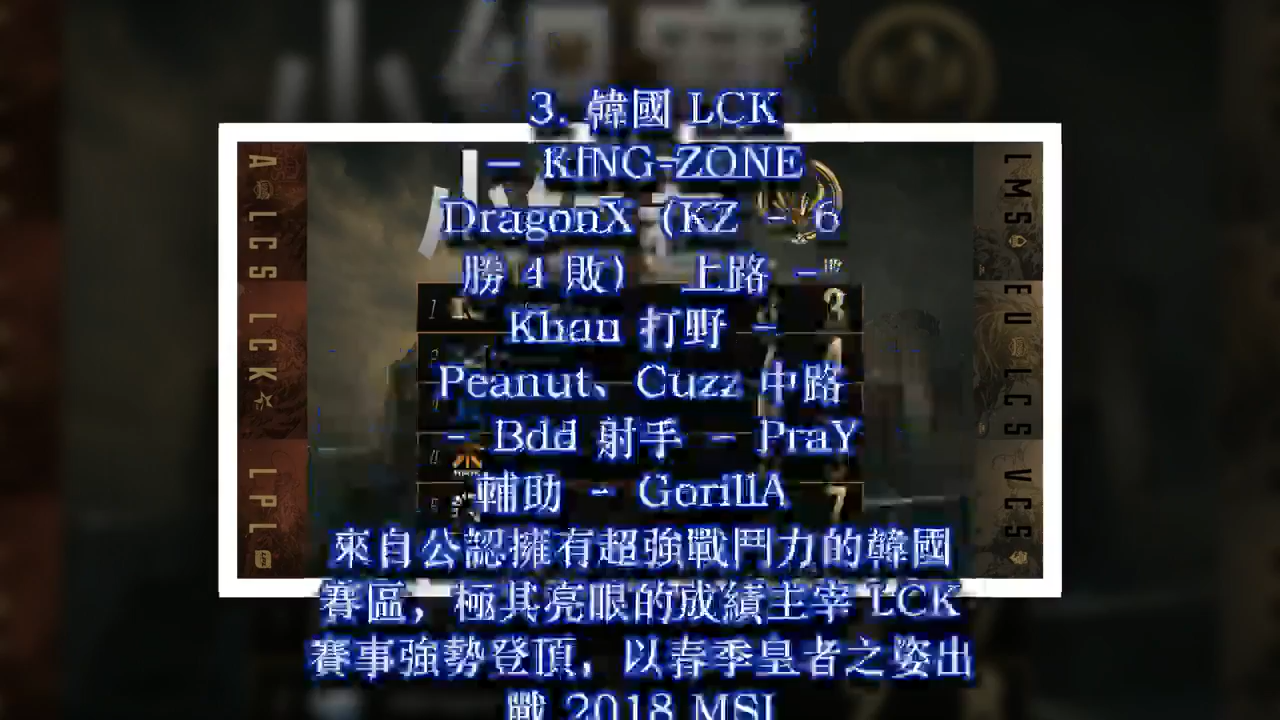 小組賽
3. 韓國 LCK
– KING-ZONE
DragonX (KZ - 6
勝 4 敗) 上路 -
Khan 打野 -
Peanut、Cuzz 中路
- Bdd 射手 - PraY
輔助 - GorillA
來自公認擁有超強戰鬥力的韓國
賽區，極其亮眼的成績主宰 LCK
賽事強勢登頂，以春季皇者之姿出
戰 2018 MSI
LCS
LCK
LPL
LMS
EU LCS
VCS